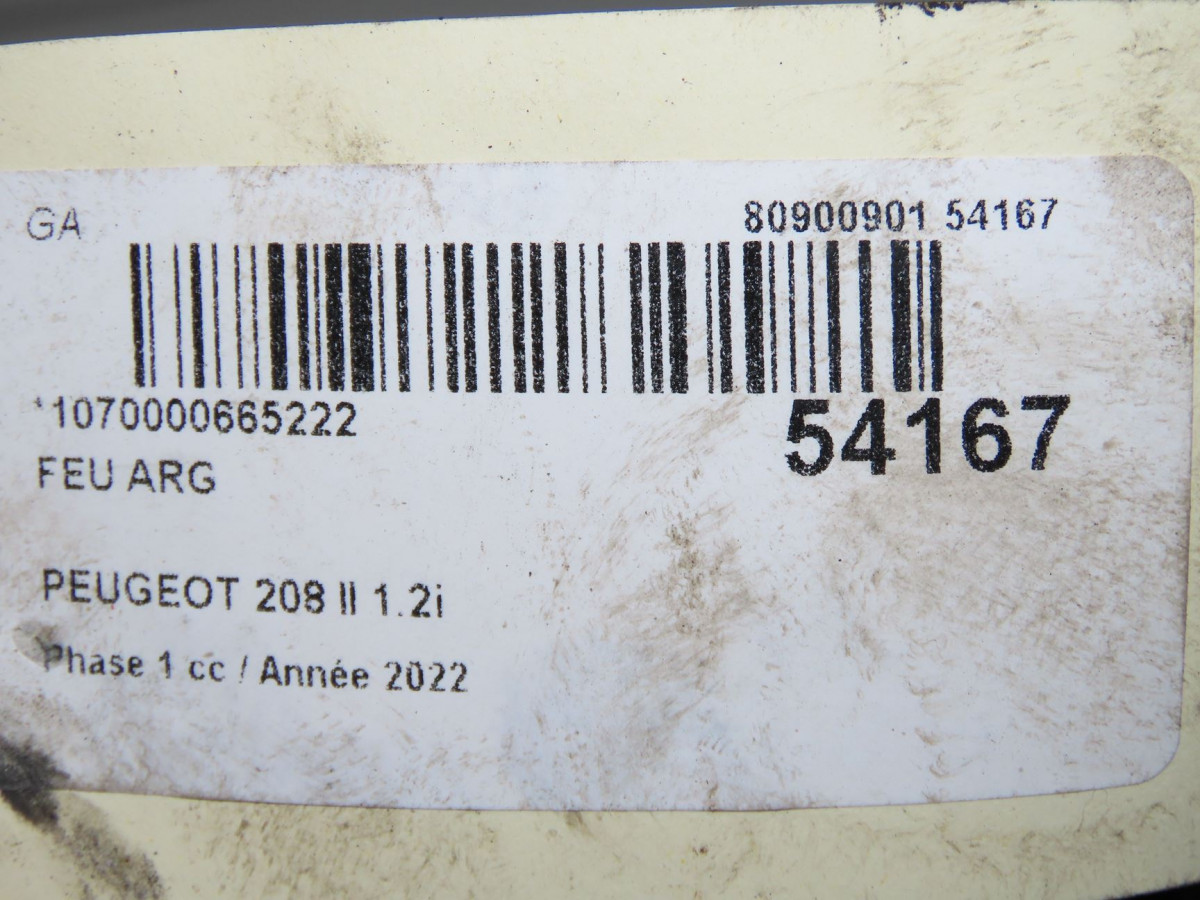 GA
80900901 54167
*1070000665222
54167
FEU ARG
PEUGEOT 208 II 1.2i
Phase 1 cc / Année 2022